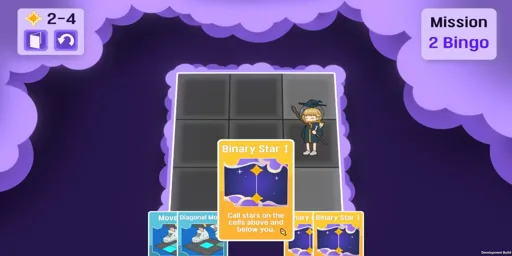 2-4
Mission
2 Bingo
Binary Star ↕
Call stars on the
cells above and
below you.
Move
Diagonal Mo
Binary Star ↕
Development Build